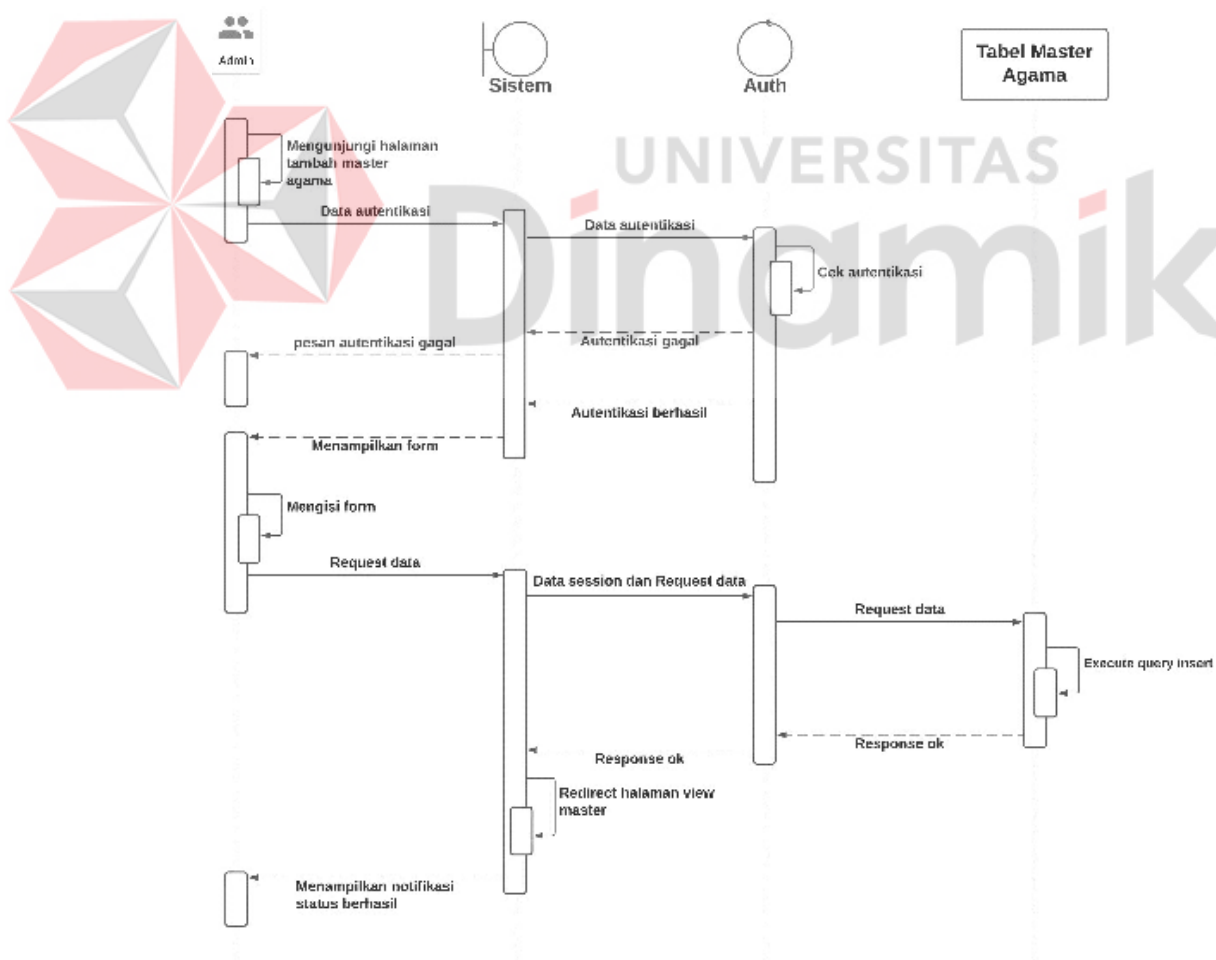 Admin
Sistem
Auth
Tabel Master
Agama
UNIVERSITAS
Dinamika
Mengunjungi halaman
tambah master
agama
Data autentikasi
Data autentikasi
Cek autentikasi
Autentikasi gagal
pesan autentikasi gagal
Autentikasi berhasil
Menampilkan form
Mengisi form
Request data
Data session dan Request data
Request data
Execute query insert
Response ok
Response ok
Redirect halaman view
master
Menampilkan notifikasi
status berhasil